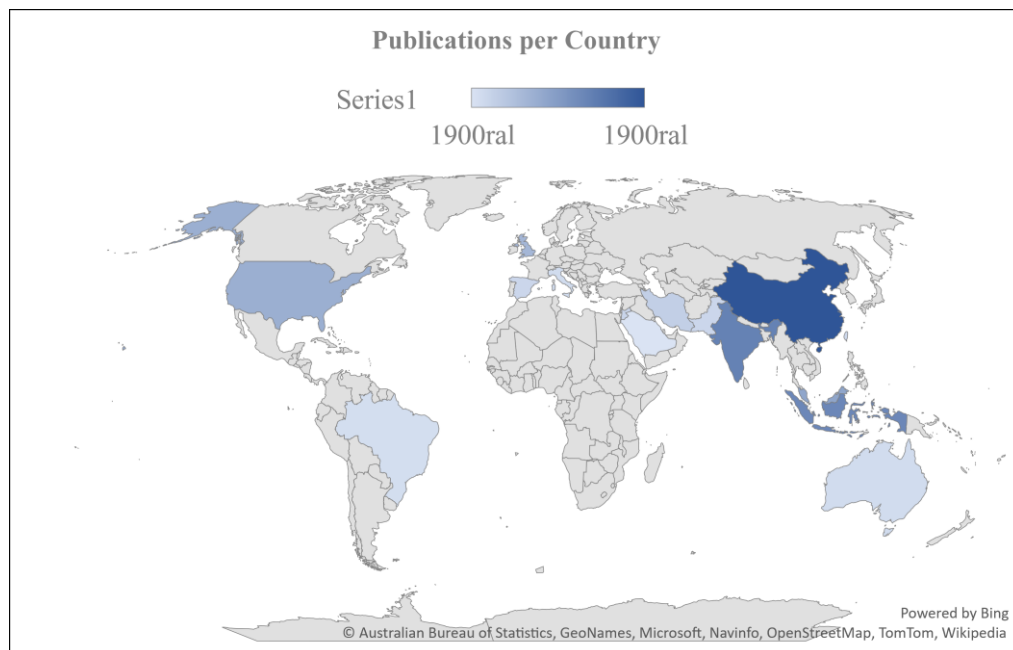 Publications per Country
Series1
1900ral 1900ral
Powered by Bing
© Australian Bureau of Statistics, GeoNames, Microsoft, Navinfo, OpenStreetMap, TomTom, Wikipedia